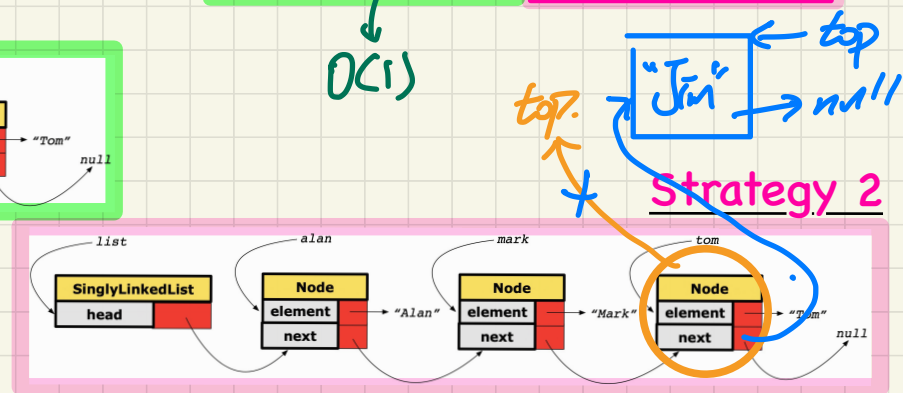 O(1)
top
"Jim"
null
top.
"Tom"
null
Strategy 2
list
alan
mark
tom
SinglyLinkedList
head
Node
element
next
"Alan"
Node
element
next
"Mark"
Node
element
next
"Tom"
null